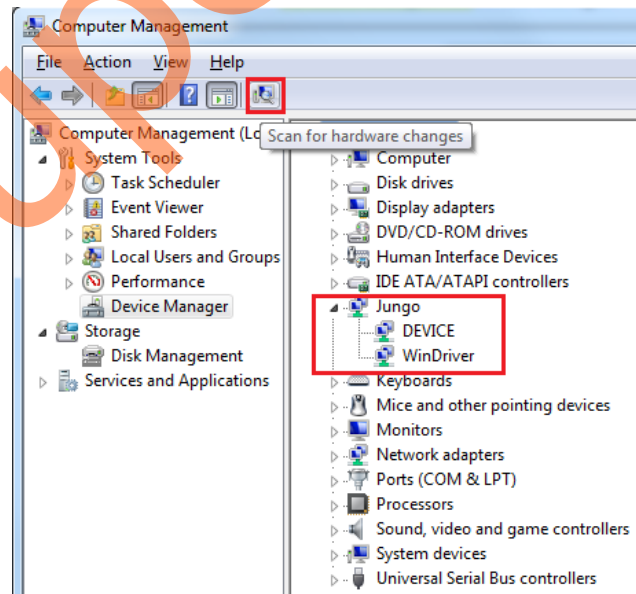 Computer Management
File Action View Help
Scan for hardware changes
Computer Management (Lo
System Tools
Task Scheduler
Event Viewer
Shared Folders
Local Users and Groups
Performance
Device Manager
Storage
Disk Management
Services and Applications
Computer
Disk drives
Display adapters
DVD/CD-ROM drives
Human Interface Devices
IDE ATA/ATAPI controllers
Jungo
DEVICE
WinDriver
Keyboards
Mice and other pointing devices
Monitors
Network adapters
Ports (COM & LPT)
Processors
Sound, video and game controllers
System devices
Universal Serial Bus controllers